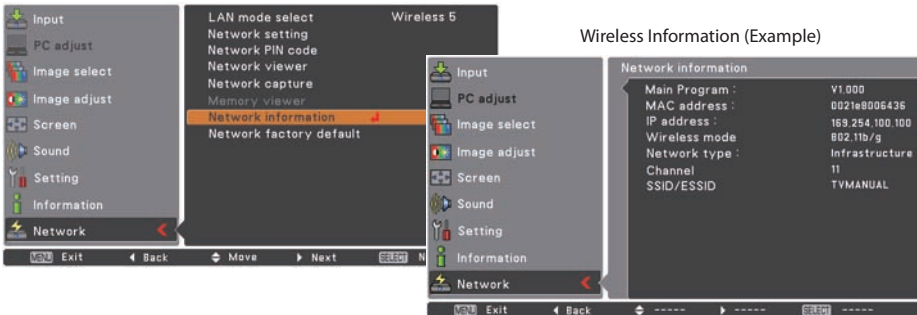 Input
PC adjust
Image select
Image adjust
Screen
Sound
Setting
Information
Network
LAN mode select Wireless 5
Network setting
Network PIN code
Network viewer
Network capture
Memory viewer
Network information
Network factory default
MENU Exit Back Move Next SELECT N
Wireless Information (Example)
Input
PC adjust
Image select
Image adjust
Screen
Sound
Setting
Information
Network
Network information
Main Program : V1.000
MAC address : 0021e8006436
IP address : 169.254.100.100
Wireless mode 802.11b/g
Network type : Infrastructure
Channel 11
SSID/ESSID TVMANUAL
MENU Exit Back ----- ----- SELECT -----